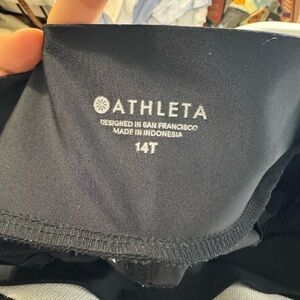 ATHLETA
DESIGNED IN SAN FRANCISCO
MADE IN INDONESIA
14T